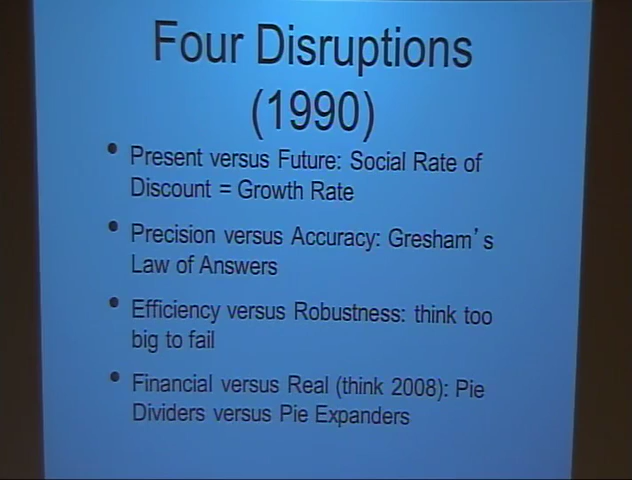 Four Disruptions
(1990)
• Present versus Future: Social Rate of
Discount = Growth Rate
• Precision versus Accuracy: Gresham's
Law of Answers
• Efficiency versus Robustness: think too
big to fail
• Financial versus Real (think 2008): Pie
Dividers versus Pie Expanders